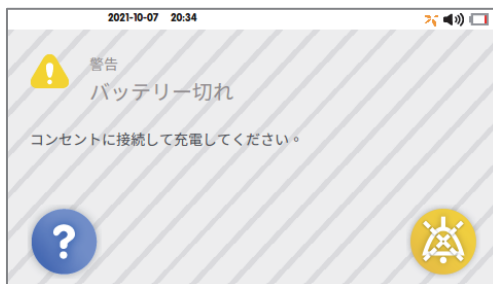 2021-10-07 20:34
警告
バッテリー切れ
コンセントに接続して充電してください。
?